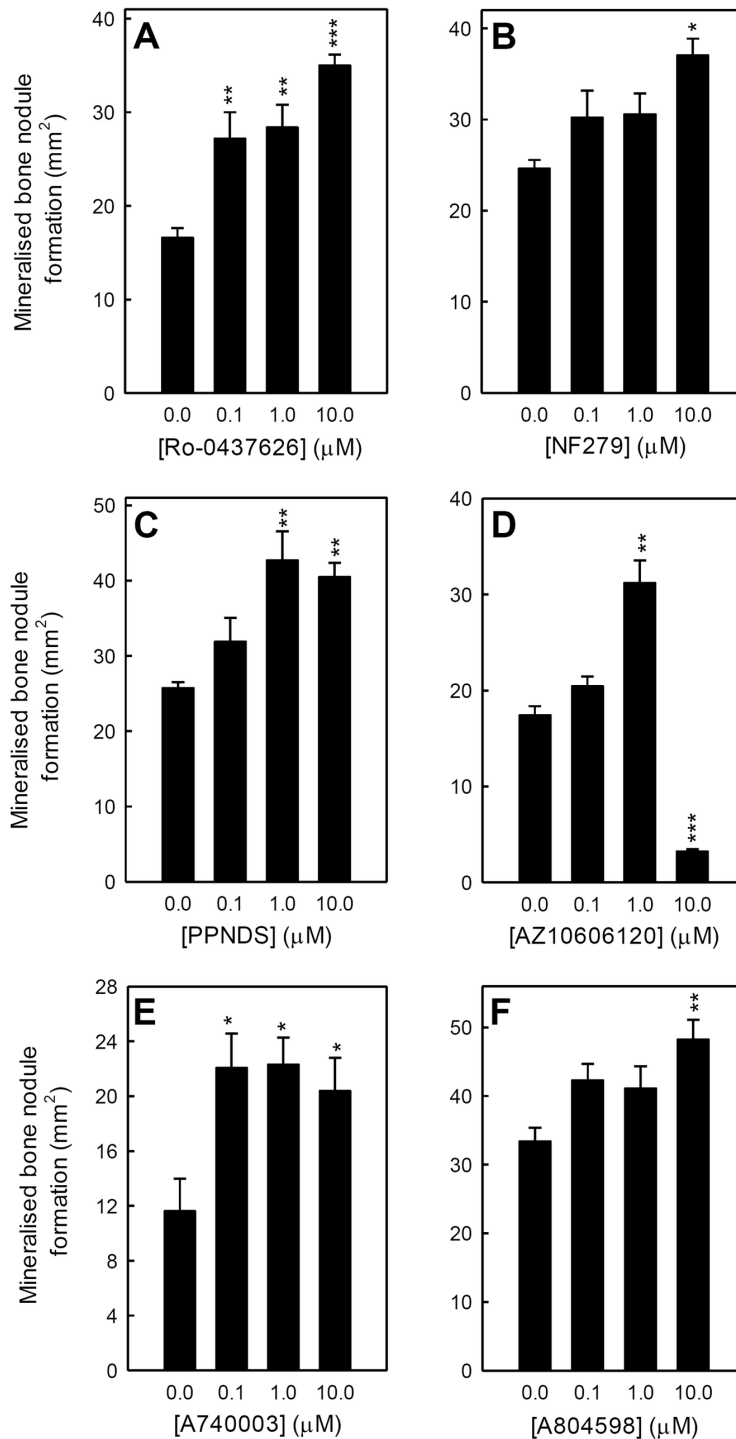 A
Mineralised bone nodule
formation (mm²)
40
30
20
10
0
**
**
***
0.0 0.1 1.0 10.0
[Ro-0437626] (μM)
B
40
30
20
10
0
*
0.0 0.1 1.0 10.0
[NF279] (μM)
C
Mineralised bone nodule
formation (mm²)
50
40
30
20
10
0
**
**
0.0 0.1 1.0 10.0
[PPNDS] (μM)
D
40
30
20
10
0
**
***
0.0 0.1 1.0 10.0
[AZ10606120] (μM)
E
Mineralised bone nodule
formation (mm²)
28
24
20
16
12
8
4
0
*
*
*
0.0 0.1 1.0 10.0
[A740003] (μM)
F
50
40
30
20
10
0
**
0.0 0.1 1.0 10.0
[A804598] (μM)